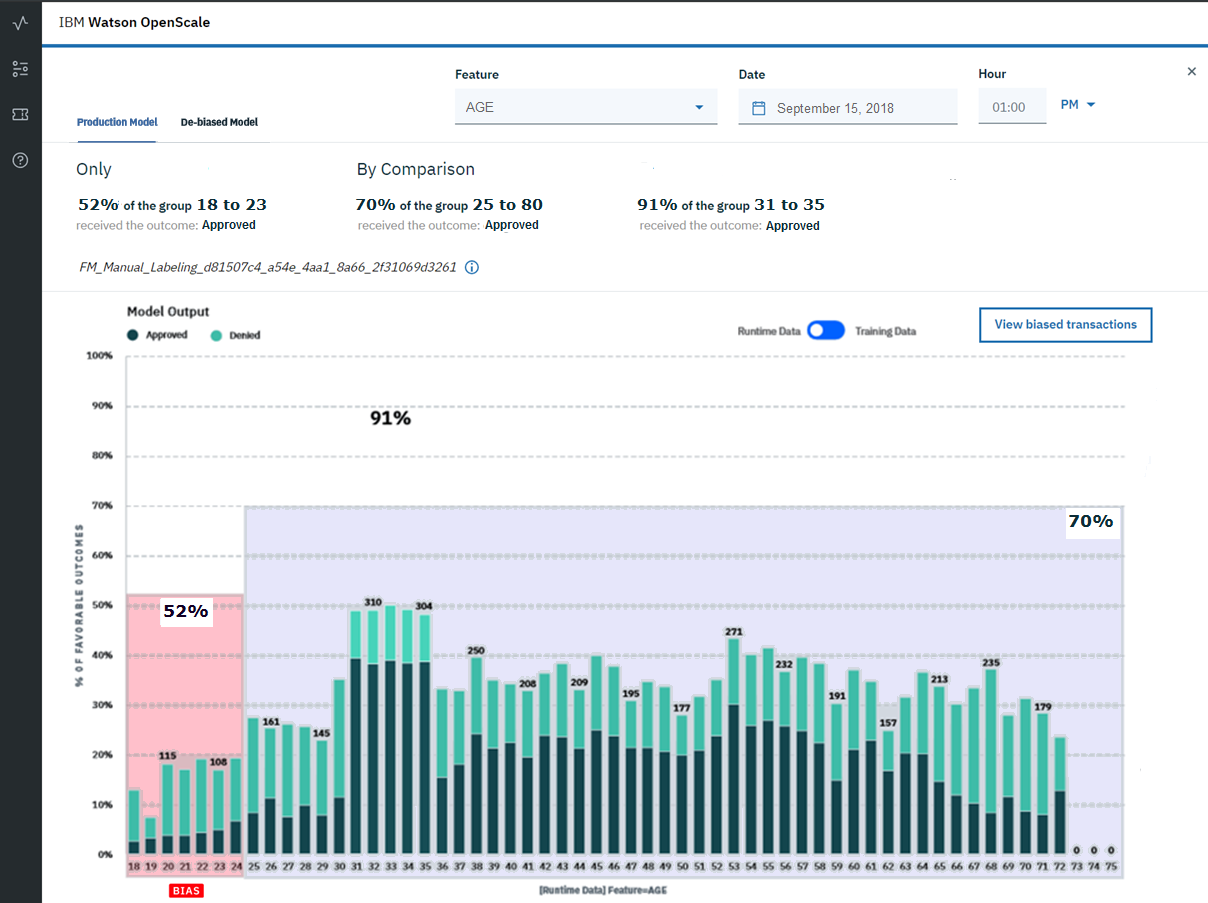 IBM Watson OpenScale
Feature
Date
Hour
AGE
September 15, 2018
01:00
PM
Production Model
De-biased Model
Only
By Comparison
52% of the group 18 to 23
70% of the group 25 to 80
91% of the group 31 to 35
received the outcome: Approved
received the outcome: Approved
received the outcome: Approved
FM_Manual_Labeling_d81507c4_a54e_4aa1_8a66_2f31069d3261
Model Output
Approved
Denied
Runtime Data
Training Data
View biased transactions
100%
90%
91%
80%
70%
70%
60%
52%
50%
310
304
271
40%
250
235
232
208
209
213
30%
195
191
177
179
161
157
145
20%
115
108
10%
0%
0 0 0
% OF FAVORABLE OUTCOMES
18 19 20 21 22 23 24 25 26 27 28 29 30 31 32 33 34 35 36 37 38 39 40 41 42 43 44 45 46 47 48 49 50 51 52 53 54 55 56 57 58 59 60 61 62 63 64 65 66 67 68 69 70 71 72 73 74 75
BIAS
[Runtime Data] Feature=AGE